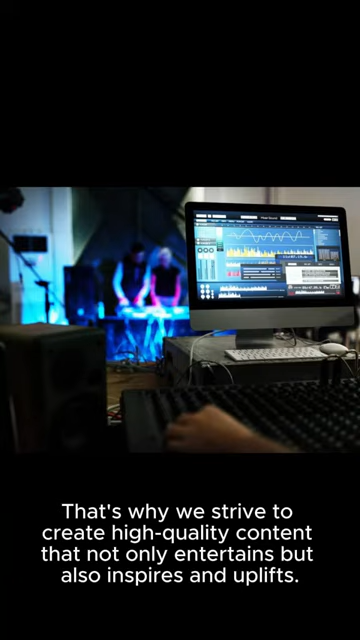 That's why we strive to
create high-quality content
that not only entertains but
also inspires and uplifts.